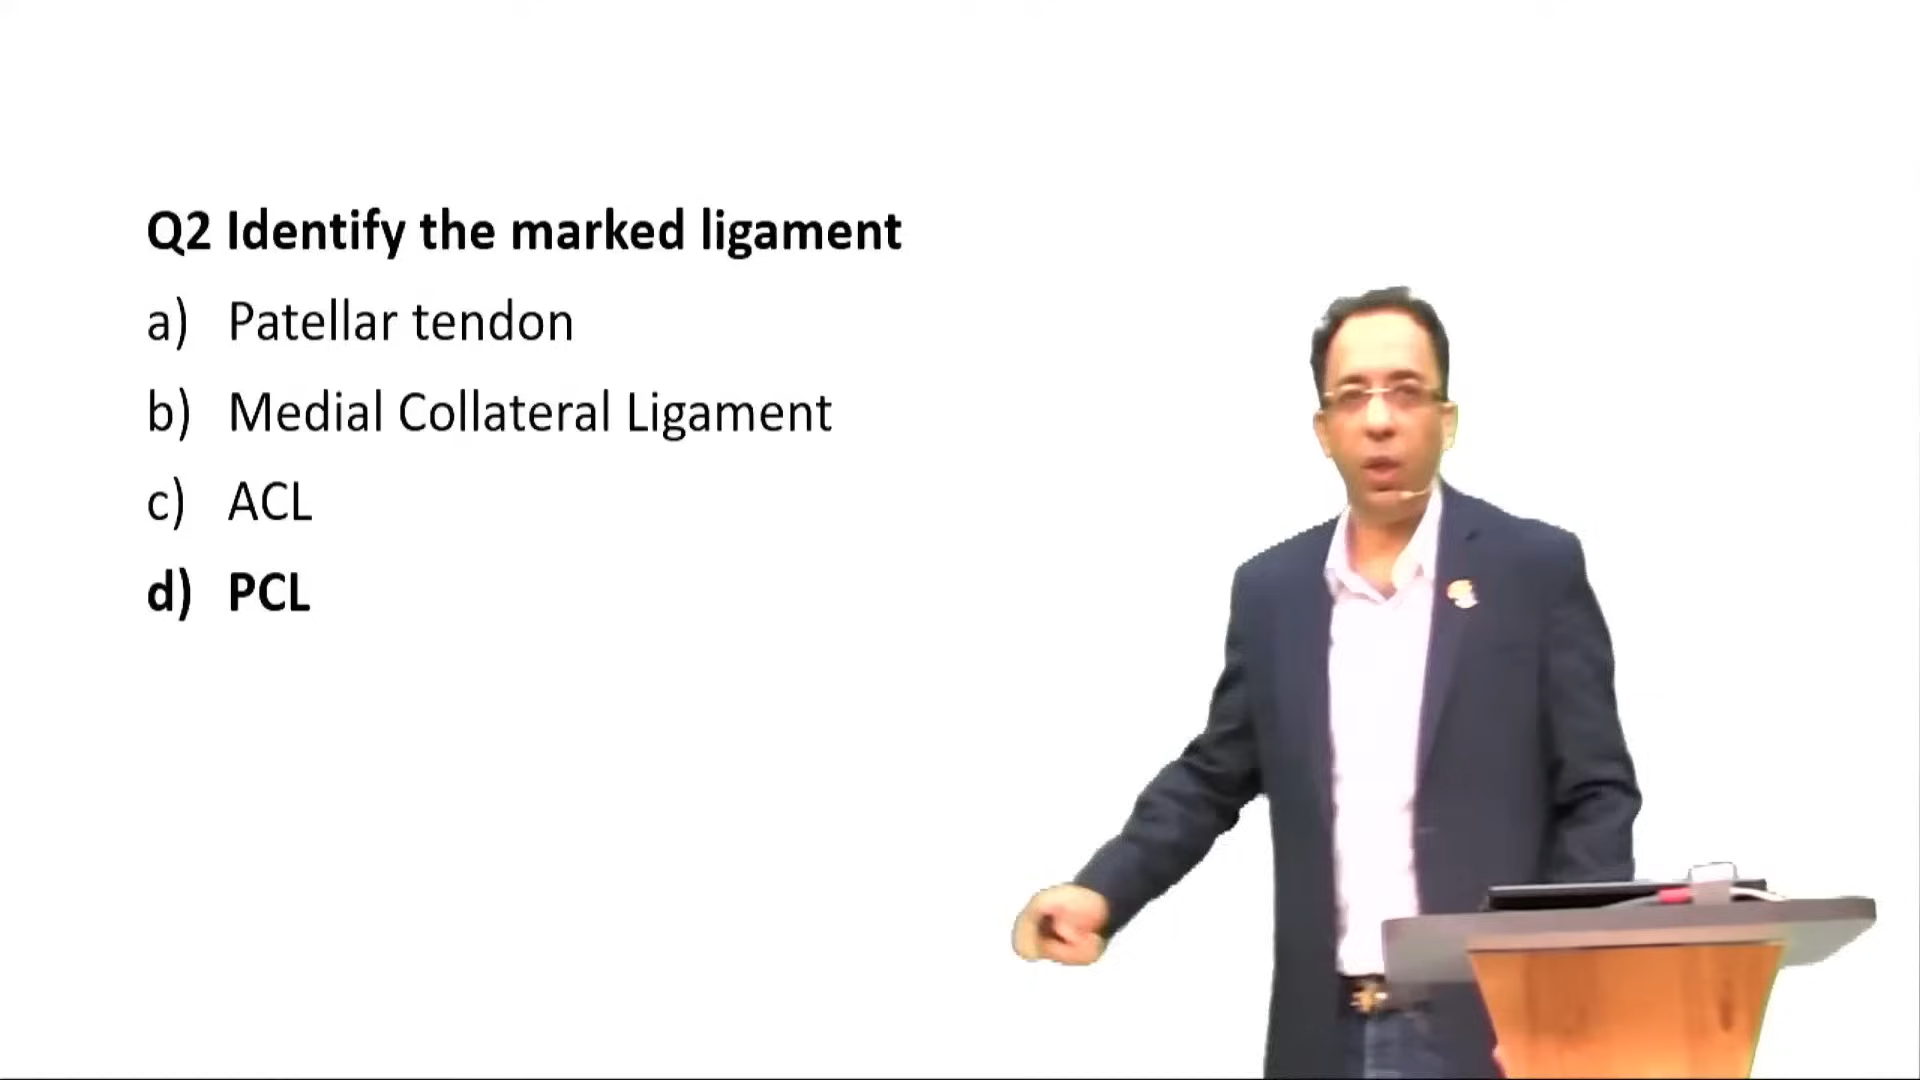 Q2 Identify the marked ligament
a) Patellar tendon
b) Medial Collateral Ligament
c) ACL
d) PCL